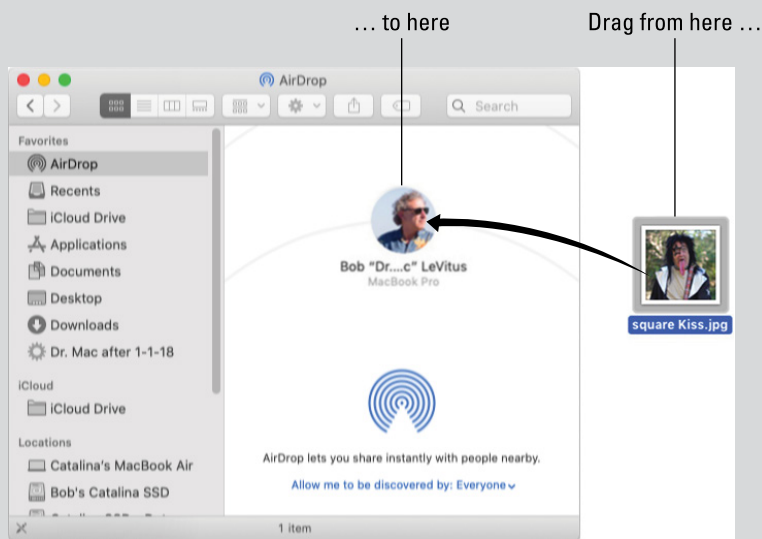 … to here
Drag from here …
AirDrop
Search
Favorites
AirDrop
Recents
iCloud Drive
Applications
Documents
Desktop
Downloads
Dr. Mac after 1-1-18
iCloud
iCloud Drive
Locations
Catalina's MacBook Air
Bob's Catalina SSD
Bob "Dr....c" LeVitus
MacBook Pro
square Kiss.jpg
AirDrop lets you share instantly with people nearby.
Allow me to be discovered by: Everyone
1 item